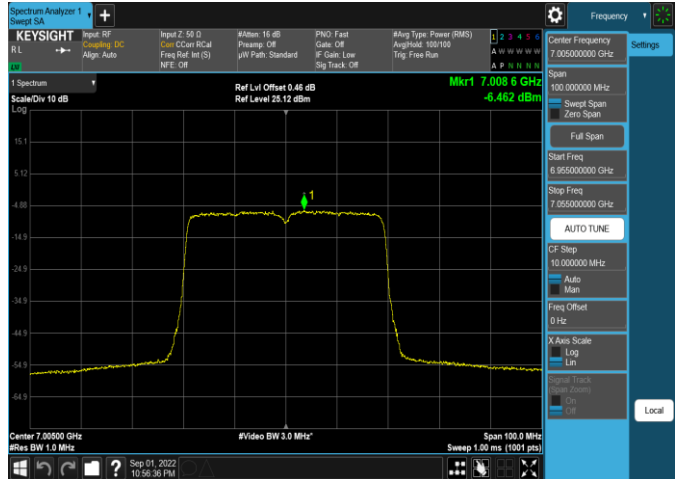 Spectrum Analyzer 1
Swept SA
Frequency
KEYSIGHT
R L
Input: RF
Coupling: DC
Align: Auto
Input Z: 50 Ω
Corr CCorr RCal
Freq Ref: Int (S)
NFE: Off
#Atten: 16 dB
Preamp: Off
µW Path: Standard
PNO: Fast
Gate: Off
IF Gain: Low
Sig Track: Off
#Avg Type: Power (RMS)
Avg|Hold: 100/100
Trig: Free Run
1 2 3 4 5 6
A W W W W W
A P N N N N
1 Spectrum
Scale/Div 10 dB
Log
Ref Lvl Offset 0.46 dB
Ref Level 25.12 dBm
Mkr1 7.008 6 GHz
-6.462 dBm
15.1
5.12
-4.88
-14.9
-24.9
-34.9
-44.9
-54.9
-64.9
1
Center 7.00500 GHz
#Res BW 1.0 MHz
#Video BW 3.0 MHz*
Span 100.0 MHz
Sweep 1.00 ms (1001 pts)
Center Frequency
7.005000000 GHz
Span
100.000000 MHz
Swept Span
Zero Span
Full Span
Start Freq
6.955000000 GHz
Stop Freq
7.055000000 GHz
AUTO TUNE
CF Step
10.000000 MHz
Auto
Man
Freq Offset
0 Hz
X Axis Scale
Log
Lin
Signal Track
(Span Zoom)
On
Off
Settings
Local
?
Sep 01, 2022
10:56:36 PM